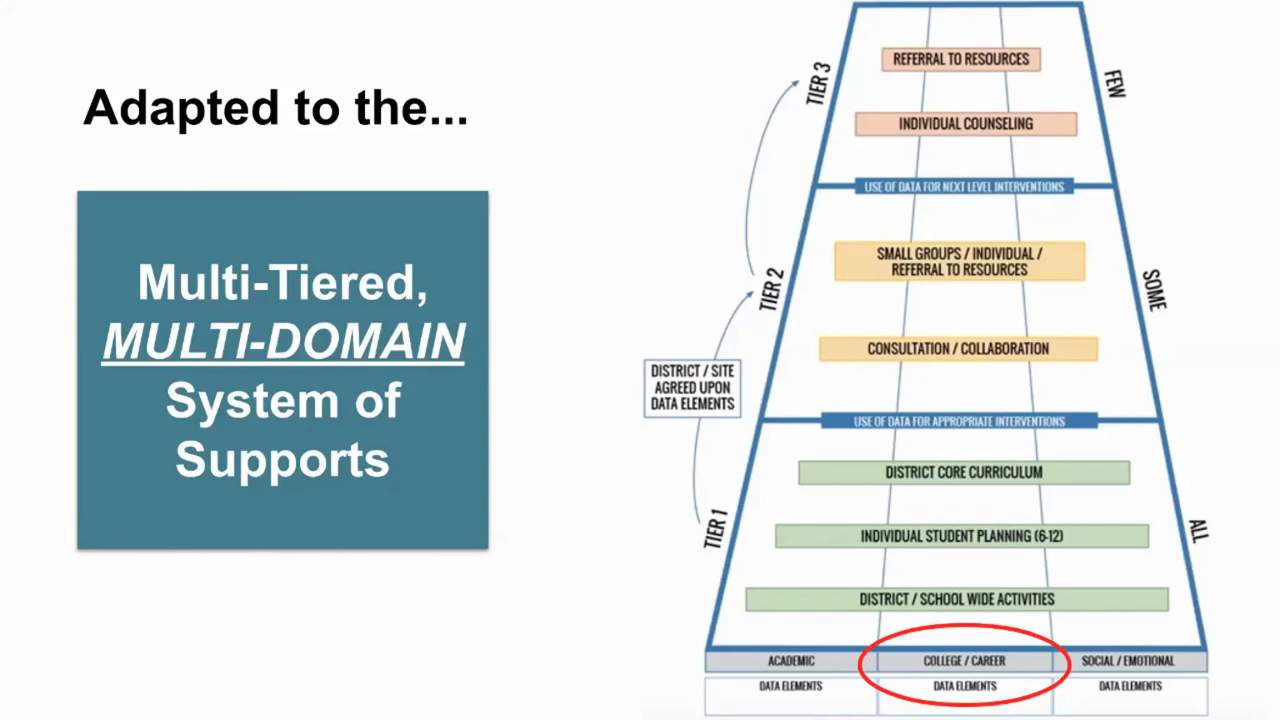 Adapted to the...
Multi-Tiered,
MULTI-DOMAIN
System of
Supports
TIER 3
REFERRAL TO RESOURCES
FEW
INDIVIDUAL COUNSELING
USE OF DATA FOR NEXT LEVEL INTERVENTIONS
TIER 2
SMALL GROUPS / INDIVIDUAL /
REFERRAL TO RESOURCES
SOME
CONSULTATION / COLLABORATION
DISTRICT / SITE
AGREED UPON
DATA ELEMENTS
USE OF DATA FOR APPROPRIATE INTERVENTIONS
TIER 1
DISTRICT CORE CURRICULUM
ALL
INDIVIDUAL STUDENT PLANNING (6-12)
DISTRICT / SCHOOL WIDE ACTIVITIES
ACADEMIC
COLLEGE / CAREER
SOCIAL / EMOTIONAL
DATA ELEMENTS
DATA ELEMENTS
DATA ELEMENTS